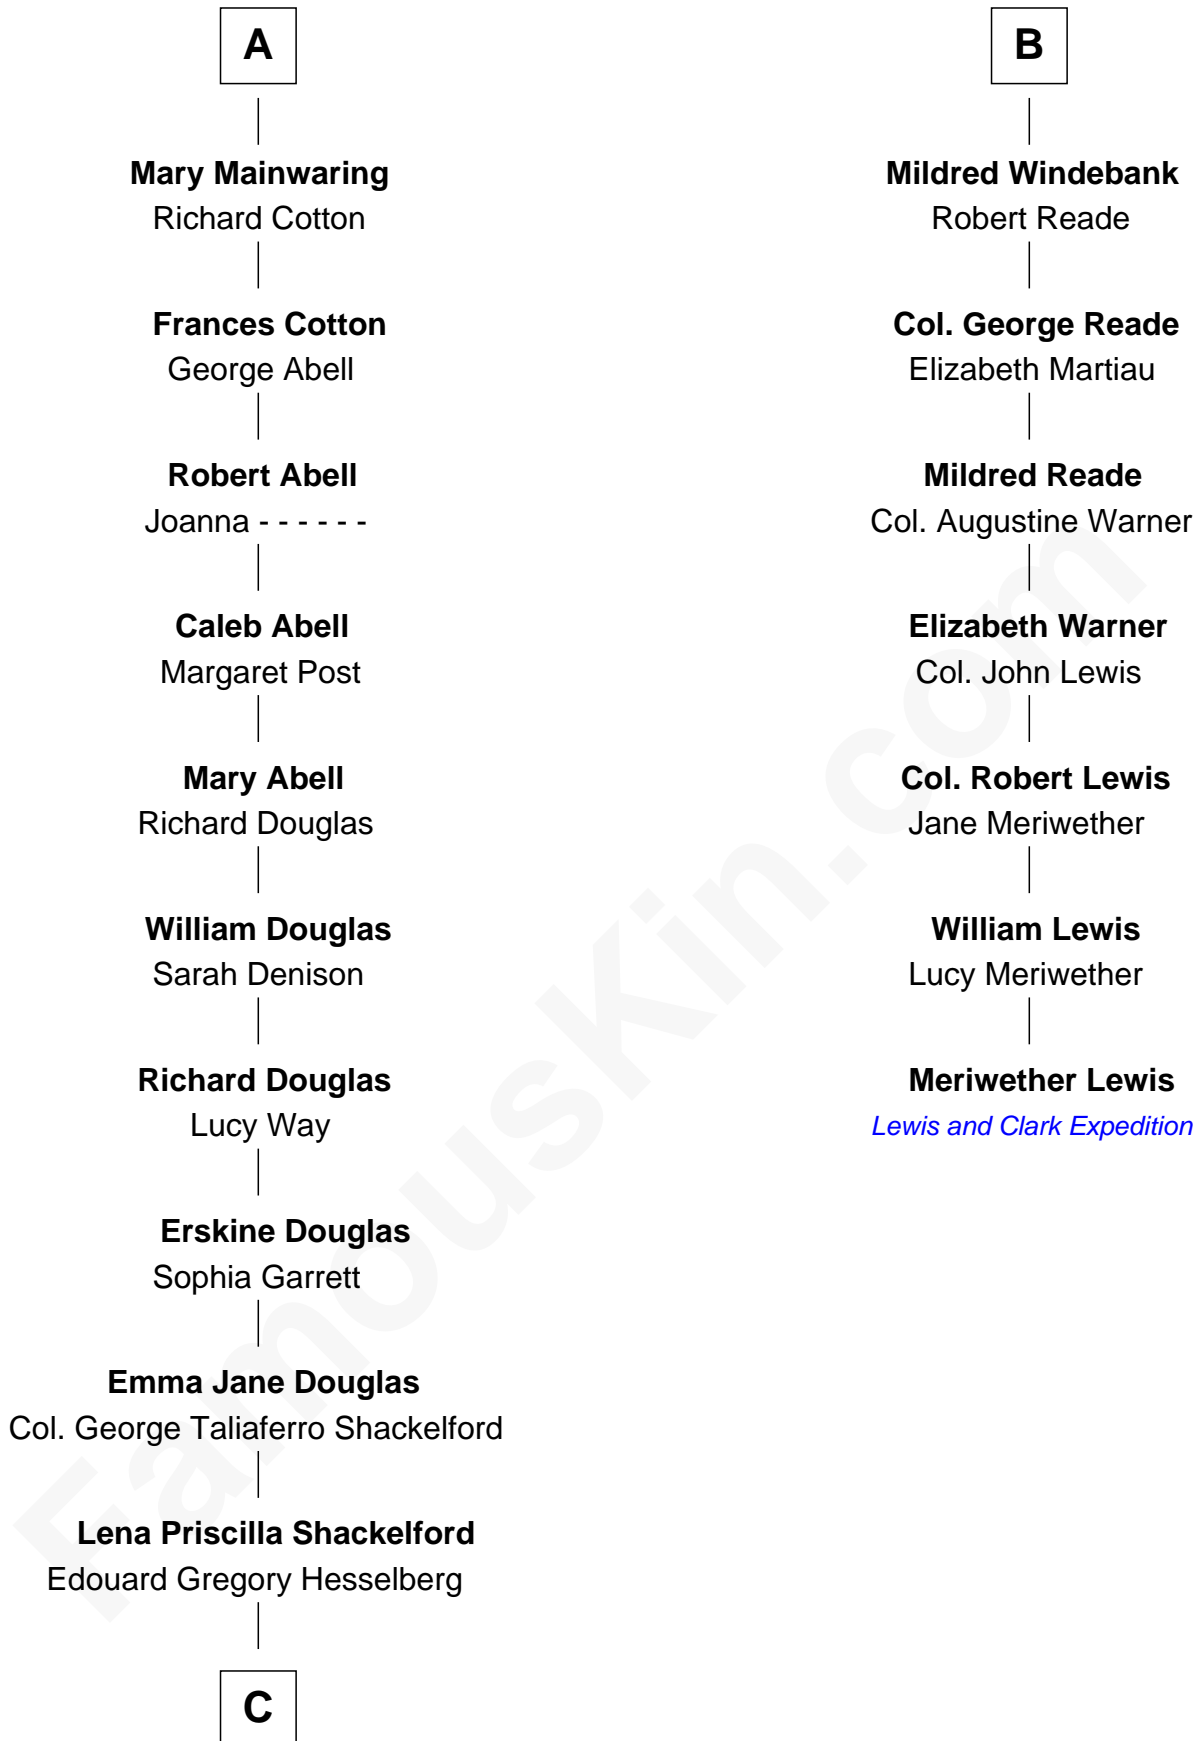 A
Mary Mainwaring
Richard Cotton
Frances Cotton
George Abell
Robert Abell
Joanna - - - - - -
Caleb Abell
Margaret Post
Mary Abell
Richard Douglas
William Douglas
Sarah Denison
Richard Douglas
Lucy Way
Erskine Douglas
Sophia Garrett
Emma Jane Douglas
Col. George Taliaferro Shackelford
Lena Priscilla Shackelford
Edouard Gregory Hesselberg
C
B
Mildred Windebank
Robert Reade
Col. George Reade
Elizabeth Martiau
Mildred Reade
Col. Augustine Warner
Elizabeth Warner
Col. John Lewis
Col. Robert Lewis
Jane Meriwether
William Lewis
Lucy Meriwether
Meriwether Lewis
Lewis and Clark Expedition
FamousKin.com